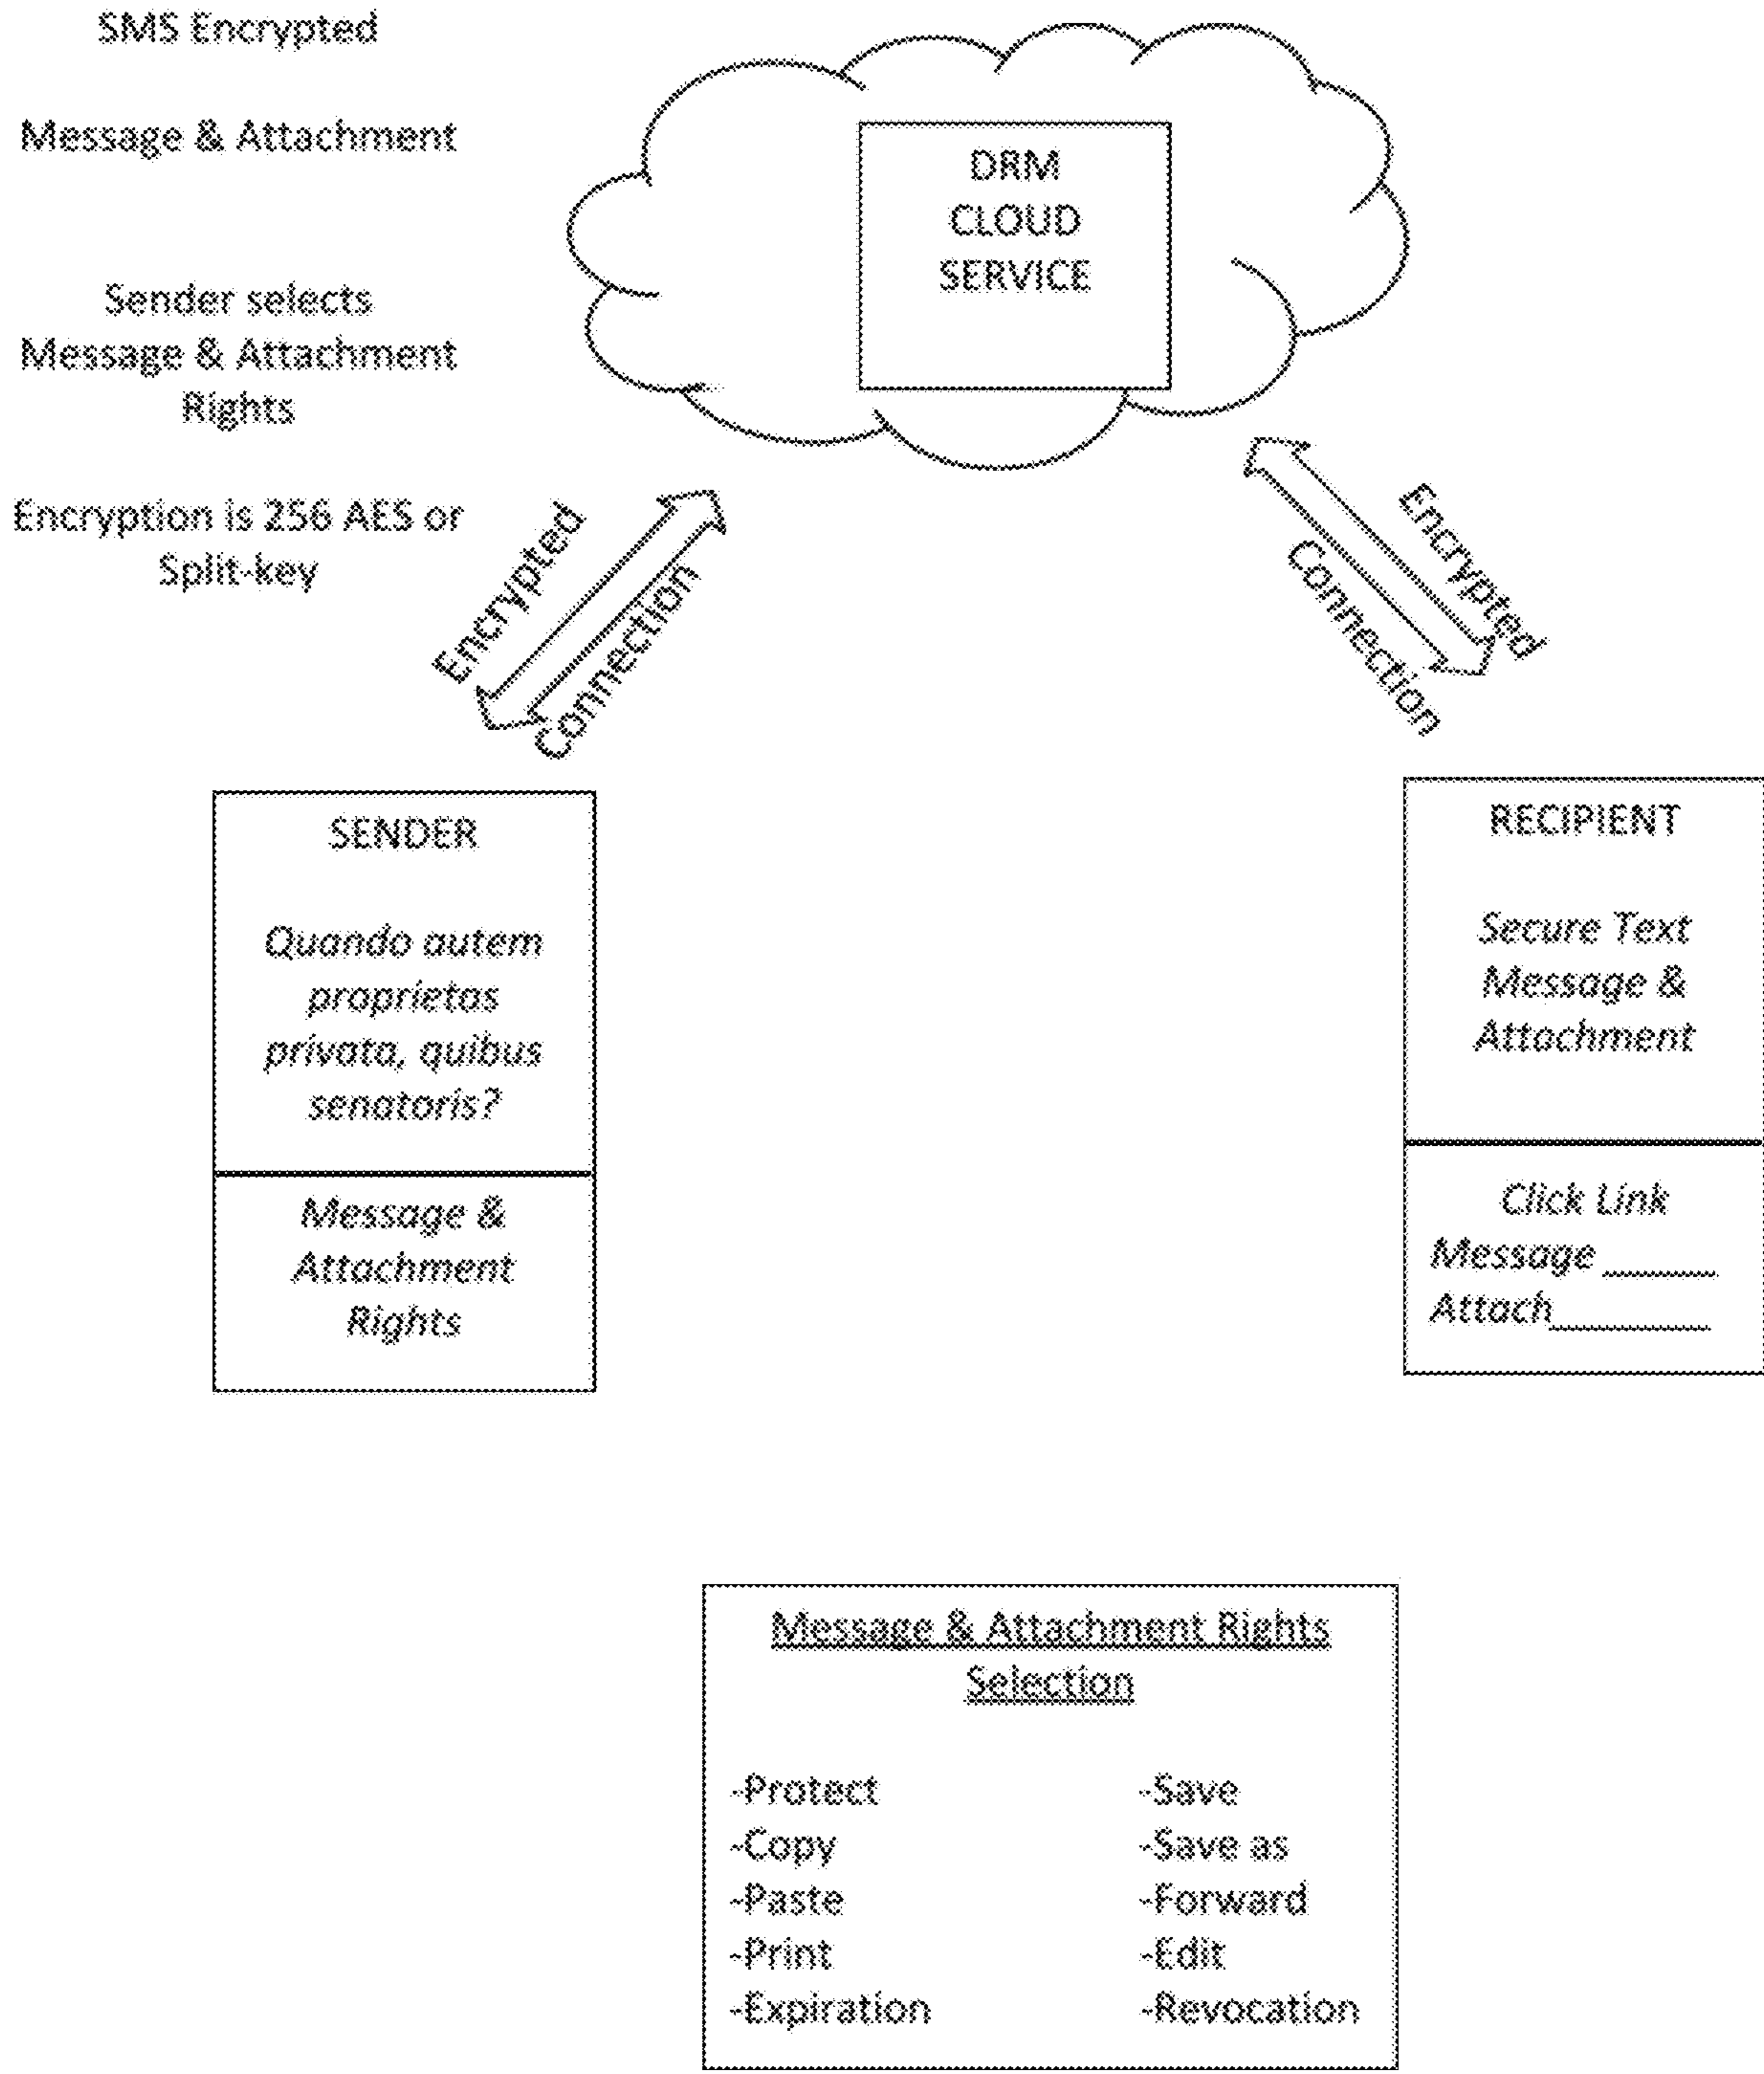 SMS Encrypted
Message & Attachment
Sender selects
Message & Attachment
Rights
Encryption is 256 AES or
Split-key
DRM
CLOUD
SERVICE
Encrypted
Connection
Encrypted
Connection
SENDER
Quando autem
proprietas
privata, quibus
senatoris?
Message &
Attachment
Rights
RECIPIENT
Secure Text
Message &
Attachment
Click Link
Message ______
Attach_________
Message & Attachment Rights
Selection
-Protect
-Copy
-Paste
-Print
-Expiration
-Save
-Save as
-Forward
-Edit
-Revocation